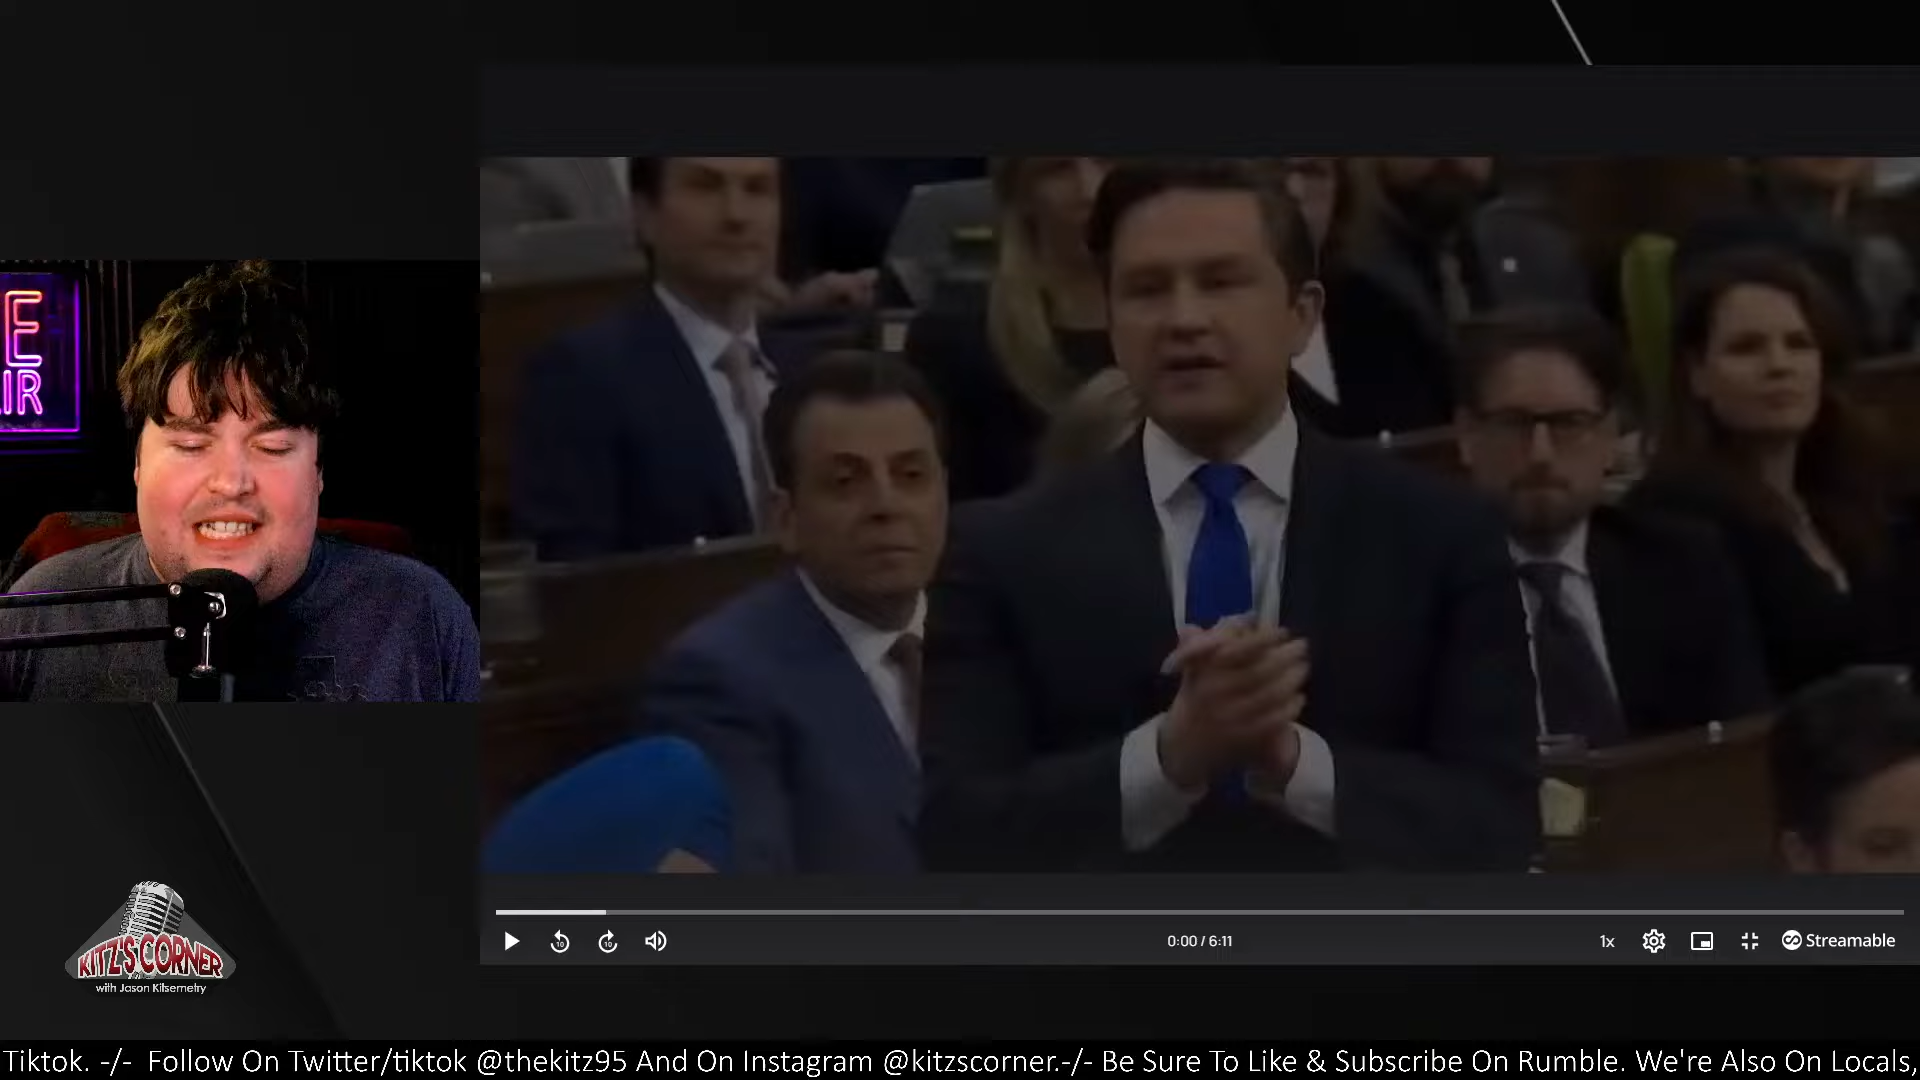 E
IR
KITZ'S CORNER
with Jason Kitsemetry
0:00 / 6:11
1x
Streamable
Tiktok. -/- Follow On Twitter/tiktok @thekitz95 And On Instagram @kitzscorner.-/- Be Sure To Like & Subscribe On Rumble. We're Also On Locals,